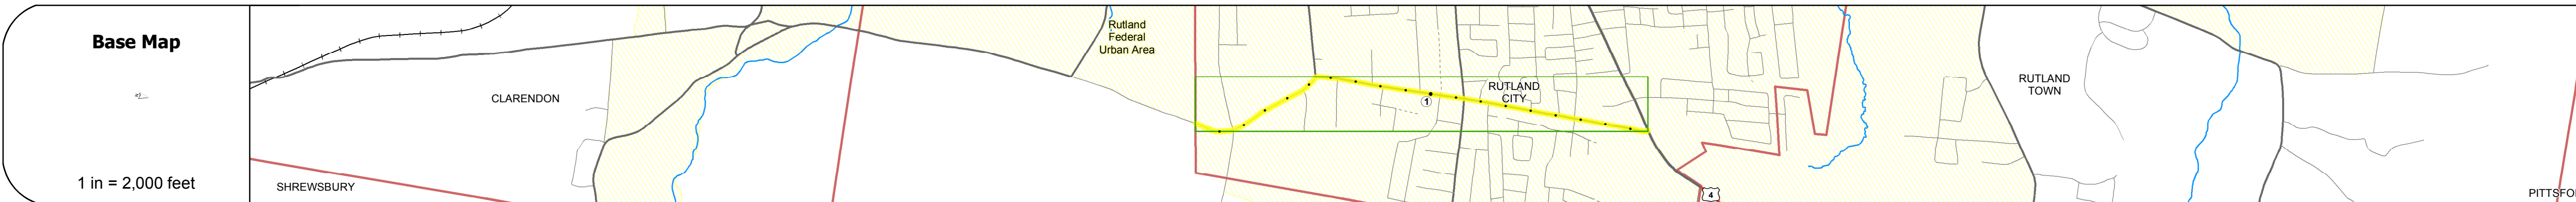 Base Map
1 in = 2,000 feet
CLARENDON
SHREWSBURY
Rutland
Federal
Urban Area
1
RUTLAND
CITY
4
RUTLAND
TOWN
PITTSFO